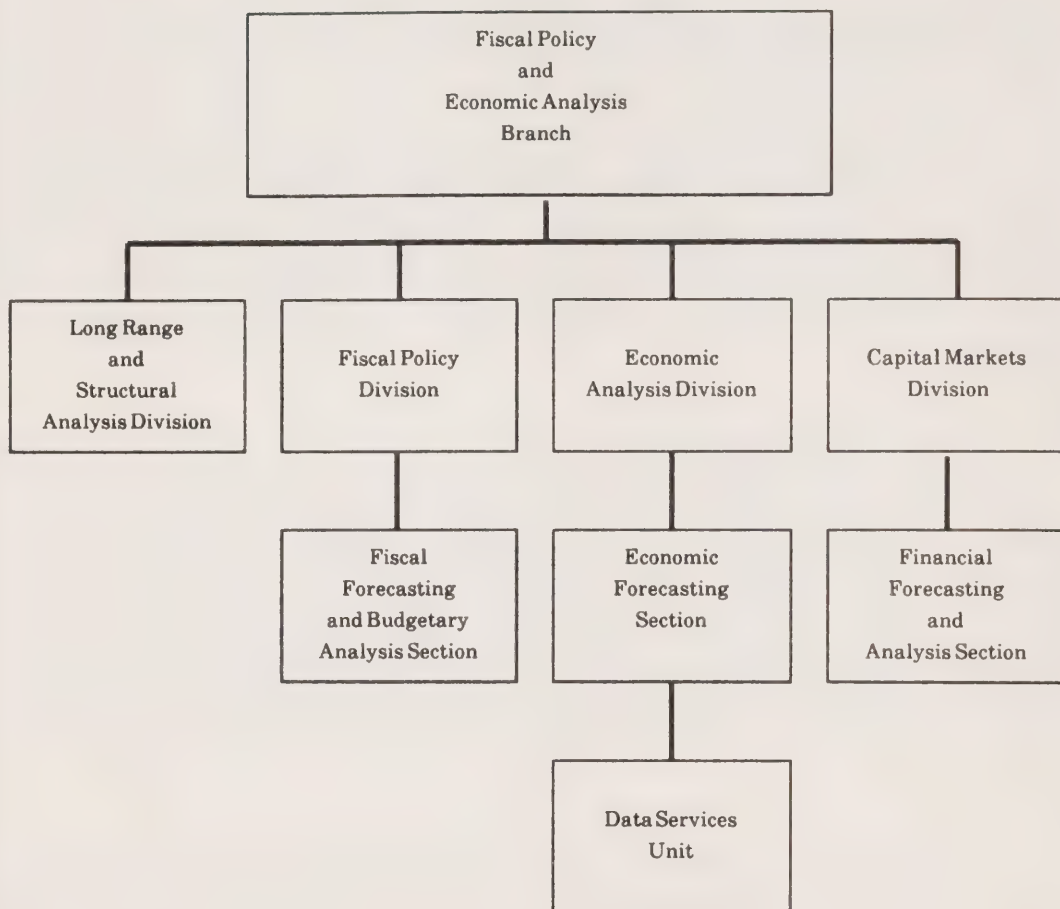 Fiscal Policy
and
Economic Analysis
Branch
Long Range
and
Structural
Analysis Division
Fiscal Policy
Division
Economic
Analysis Division
Capital Markets
Division
Fiscal
Forecasting
and Budgetary
Analysis Section
Economic
Forecasting
Section
Financial
Forecasting
and
Analysis Section
Data Services
Unit